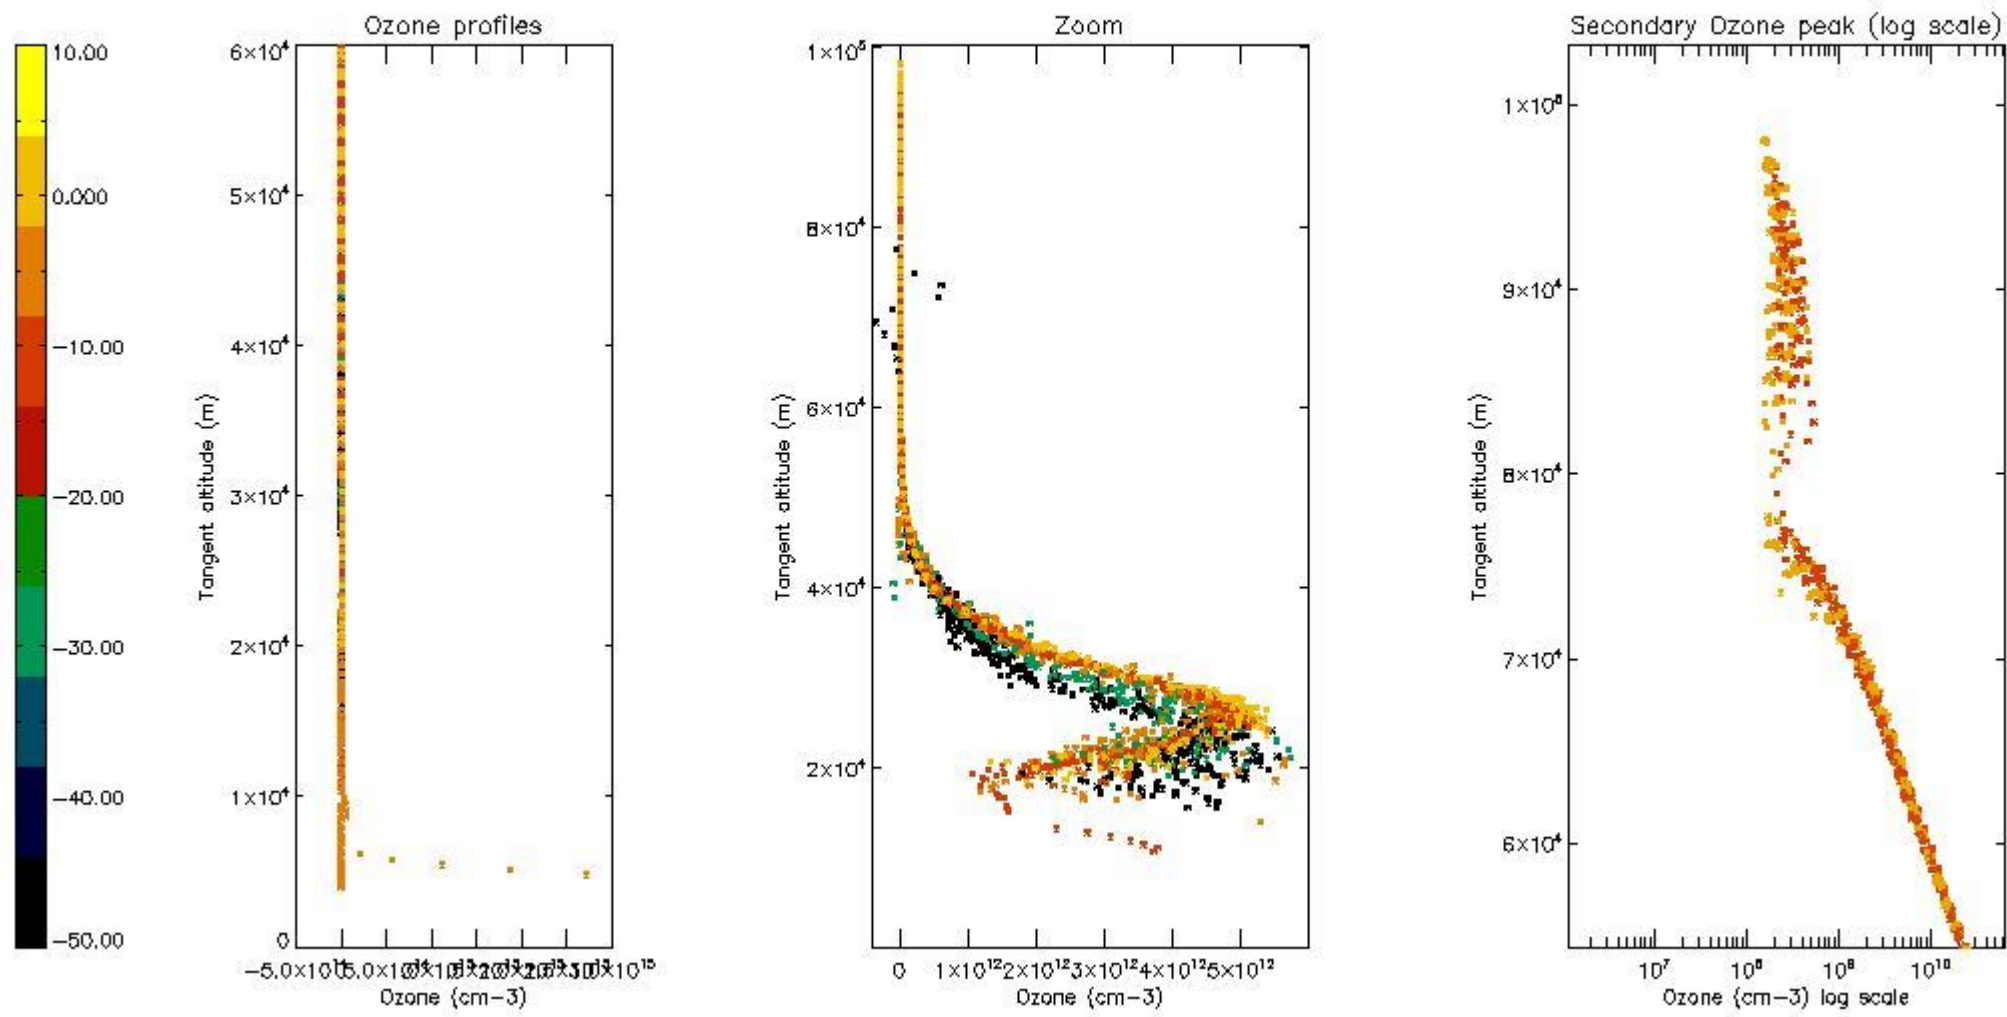 Ozone profiles
Zoom
Secondary Ozone peak (log scale)
10.00
0.000
−10.00
−20.00
−30.00
−40.00
−50.00
6×10⁴
5×10⁴
4×10⁴
3×10⁴
2×10⁴
1×10⁴
0
Tangent altitude (m)
Ozone (cm−3)
1×10⁵
8×10⁴
6×10⁴
4×10⁴
2×10⁴
Tangent altitude (m)
0 1×10¹² 2×10¹² 3×10¹² 4×10¹² 5×10¹²
Ozone (cm−3)
9×10⁴
8×10⁴
7×10⁴
6×10⁴
Tangent altitude (m)
10⁷ 10⁸ 10⁹ 10¹⁰
Ozone (cm−3) log scale